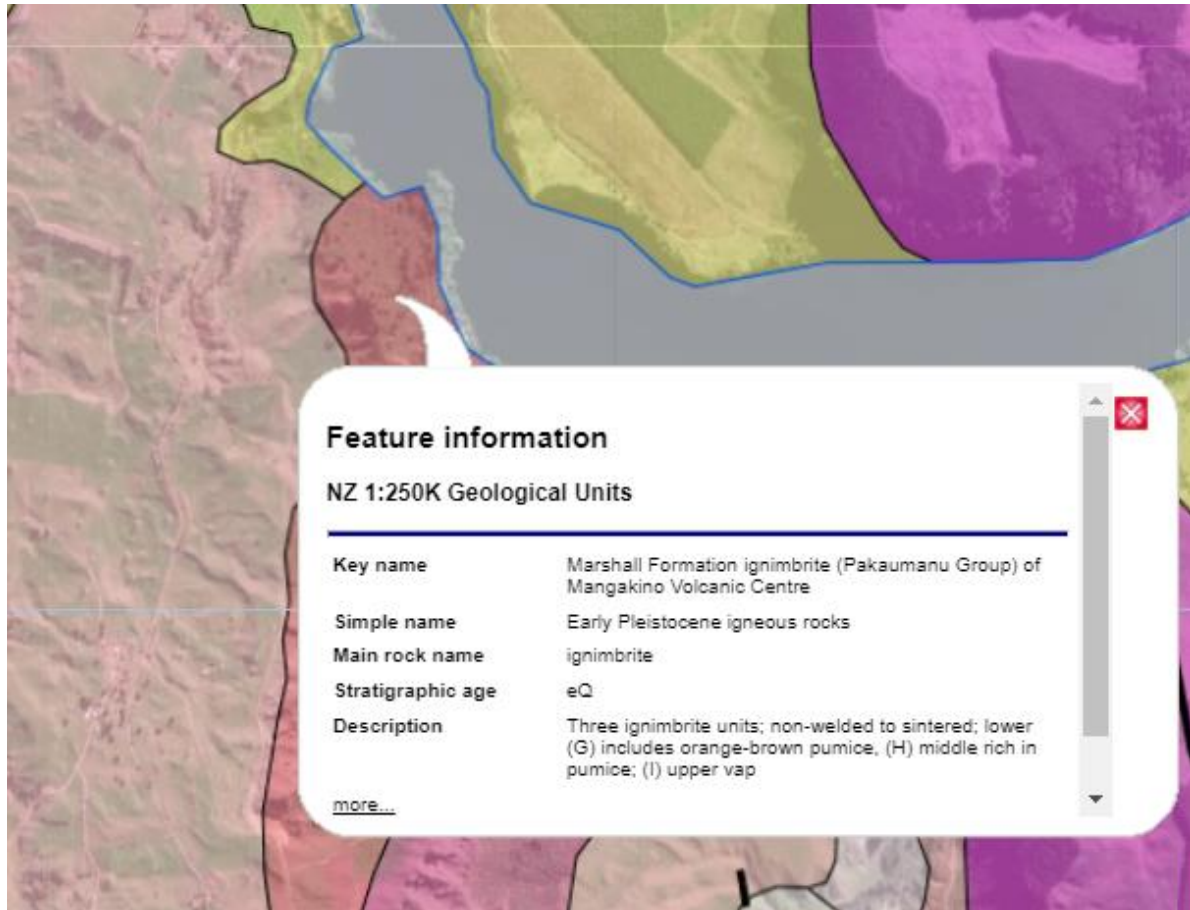 Feature information
NZ 1:250K Geological Units
Key name Marshall Formation ignimbrite (Pakaumanu Group) of
Mangakino Volcanic Centre
Simple name Early Pleistocene igneous rocks
Main rock name ignimbrite
Stratigraphic age eQ
Description Three ignimbrite units; non-welded to sintered; lower
(G) includes orange-brown pumice, (H) middle rich in
pumice; (I) upper vap
more...